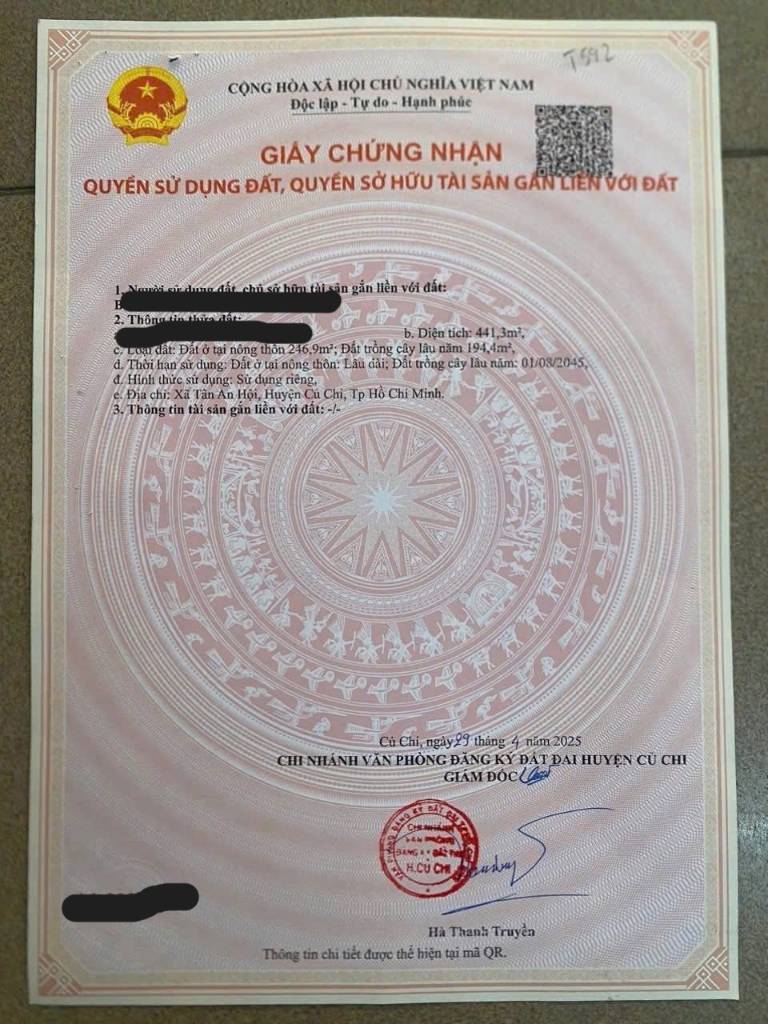 T592
CỘNG HÒA XÃ HỘI CHỦ NGHĨA VIỆT NAM
Độc lập - Tự do - Hạnh phúc
GIẤY CHỨNG NHẬN
QUYỀN SỬ DỤNG ĐẤT, QUYỀN SỞ HỮU TÀI SẢN GẮN LIỀN VỚI ĐẤT
1. Người sử dụng đất, chủ sở hữu tài sản gắn liền với đất:
2. Thông tin thửa đất:
b. Diện tích: 441,3m²,
c. Loại đất: Đất ở tại nông thôn 246,9m²; Đất trồng cây lâu năm 194,4m²,
d. Thời hạn sử dụng: Đất ở tại nông thôn: Lâu dài; Đất trồng cây lâu năm: 01/08/2045,
đ. Hình thức sử dụng: Sử dụng riêng,
e. Địa chỉ: Xã Tân An Hội, Huyện Củ Chi, Tp Hồ Chí Minh.
3. Thông tin tài sản gắn liền với đất: -/-
Củ Chi, ngày 29 tháng 4 năm 2025
CHI NHÁNH VĂN PHÒNG ĐĂNG KÝ ĐẤT ĐAI HUYỆN CỦ CHI
GIÁM ĐỐC
CHI NHÁNH
VĂN PHÒNG
ĐĂNG KÝ ĐẤT ĐAI
H.CỦ CHI
Hà Thanh Truyền
Thông tin chi tiết được thể hiện tại mã QR.